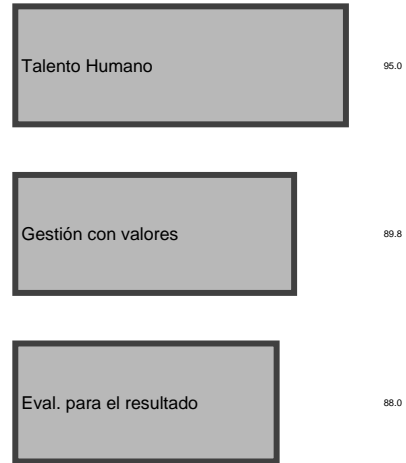 Talento Humano 95.0
Gestión con valores 89.8
Eval. para el resultado 88.0